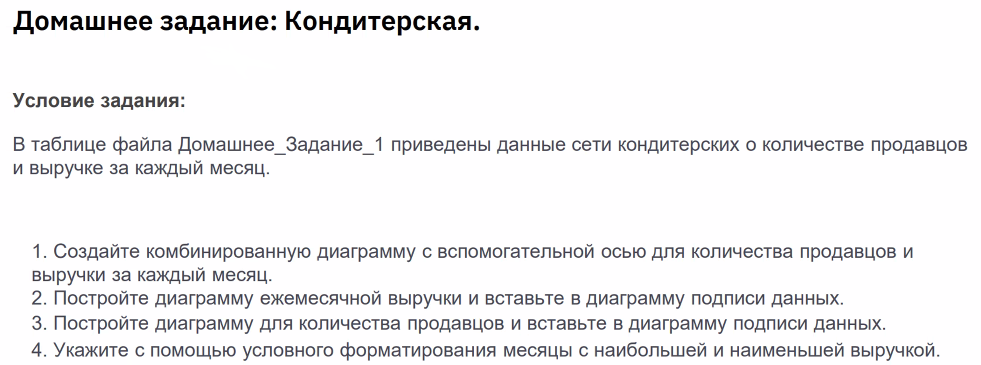 Домашнее задание: Кондитерская.
Условие задания:
В таблице файла Домашнее_Задание_1 приведены данные сети кондитерских о количестве продавцов
и выручке за каждый месяц.
1. Создайте комбинированную диаграмму с вспомогательной осью для количества продавцов и
выручки за каждый месяц.
2. Постройте диаграмму ежемесячной выручки и вставьте в диаграмму подписи данных.
3. Постройте диаграмму для количества продавцов и вставьте в диаграмму подписи данных.
4. Укажите с помощью условного форматирования месяцы с наибольшей и наименьшей выручкой.